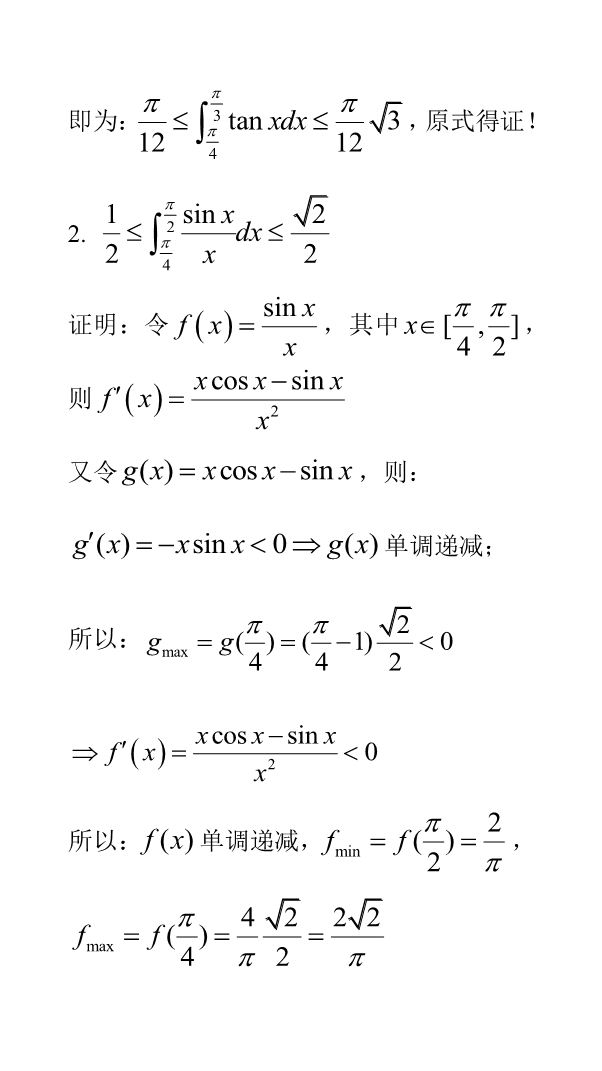 即为：π/12 ≤ ∫_{π/4}^{π/3} tan xdx ≤ π/12 √3，原式得证！
2. 1/2 ≤ ∫_{π/4}^{π/2} sin x/x dx ≤ √2/2
证明：令 f(x) = sin x/x，其中 x∈[π/4, π/2]，
则 f′(x) = (x cos x − sin x)/x²
又令 g(x) = x cos x − sin x，则：
g′(x) = −x sin x < 0 ⇒ g(x) 单调递减；
所以：g_max = g(π/4) = (π/4 −1) √2/2 < 0
⇒ f′(x) = (x cos x − sin x)/x² < 0
所以：f(x) 单调递减，f_min = f(π/2) = 2/π，
f_max = f(π/4) = 4/π √2/2 = 2√2/π